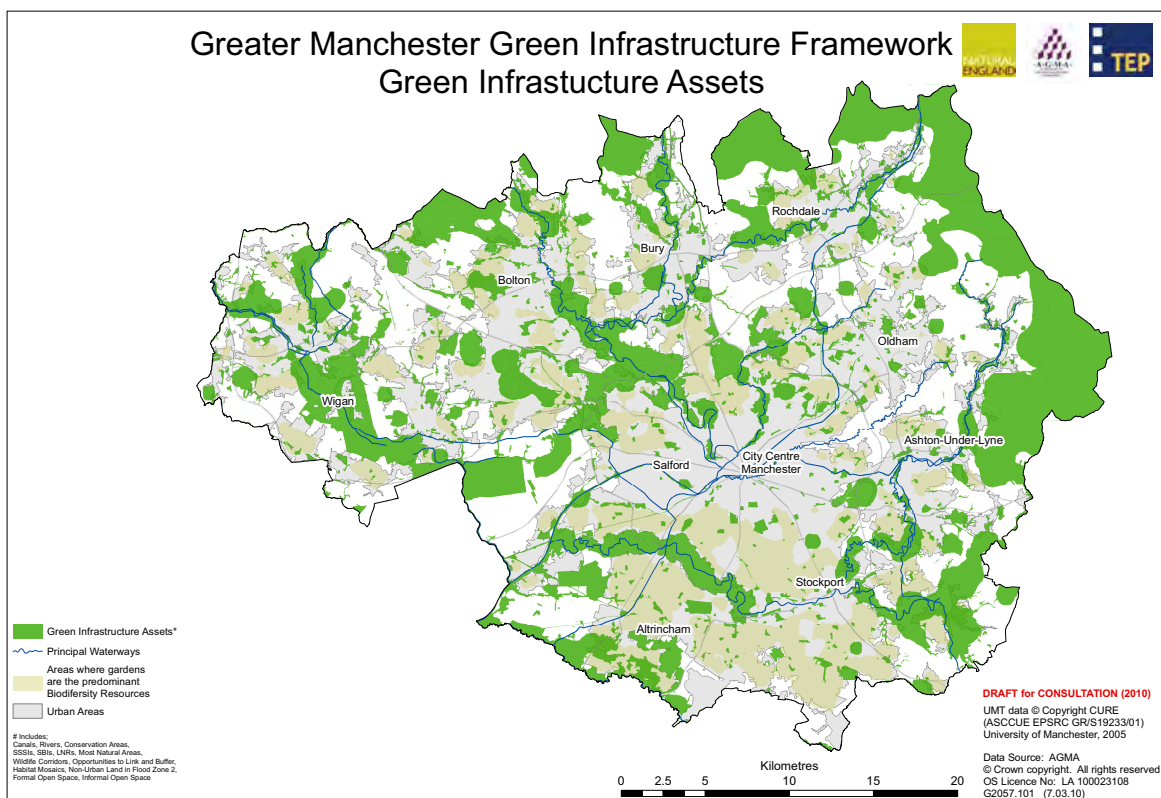 Greater Manchester Green Infrastructure Framework
Green Infastucture Assets
NATURAL
ENGLAND
A·G·M·A
TEP
Rochdale
Bury
Bolton
Oldham
Wigan
Ashton-Under-Lyne
City Centre
Manchester
Salford
Stockport
Altrincham
Green Infrastructure Assets*
Principal Waterways
Areas where gardens
are the predominant
Biodifersity Resources
Urban Areas
# Includes;
Canals, Rivers, Conservation Areas,
SSSIs, SBIs, LNRs, Most Natural Areas,
Wildlife Corridors, Opportunities to Link and Buffer,
Habitat Mosaics, Non-Urban Land in Flood Zone 2,
Formal Open Space, Informal Open Space
Kilometres
0 2.5 5 10 15 20
DRAFT for CONSULTATION (2010)
UMT data © Copyright CURE
(ASCCUE EPSRC GR/S19233/01)
University of Manchester, 2005
Data Source: AGMA
© Crown copyright. All rights reserved
OS Licence No: LA 100023108
G2057.101 (7.03.10)